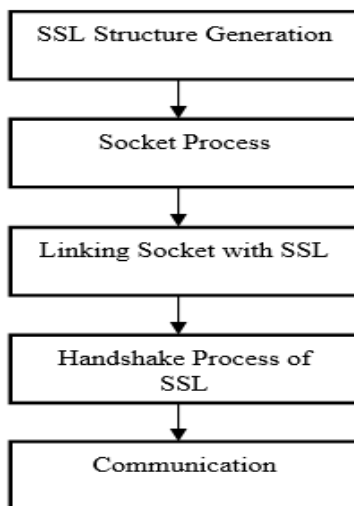 SSL Structure Generation
Socket Process
Linking Socket with SSL
Handshake Process of
SSL
Communication